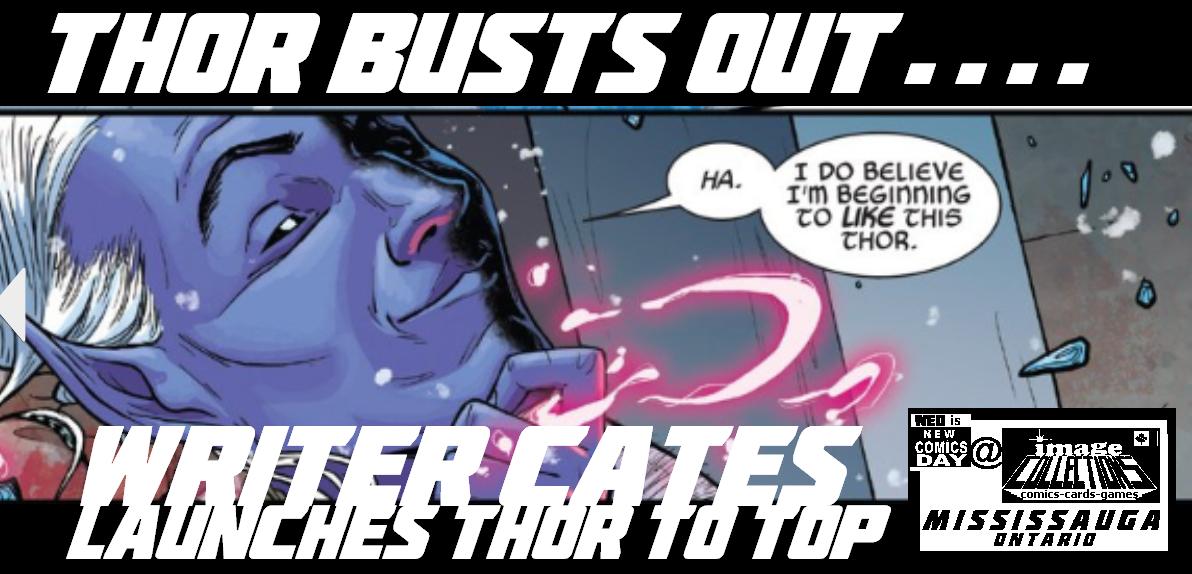 THOR BUSTS OUT....
HA.
I DO BELIEVE
I'M BEGINNING
TO LIKE THIS
THOR.
WRITER CATES
LAUNCHES THOR TO TOP
WED is
NEW
COMICS
DAY @
image
COLLECTIONS
comics-cards-games
MISSISSAUGA
ONTARIO